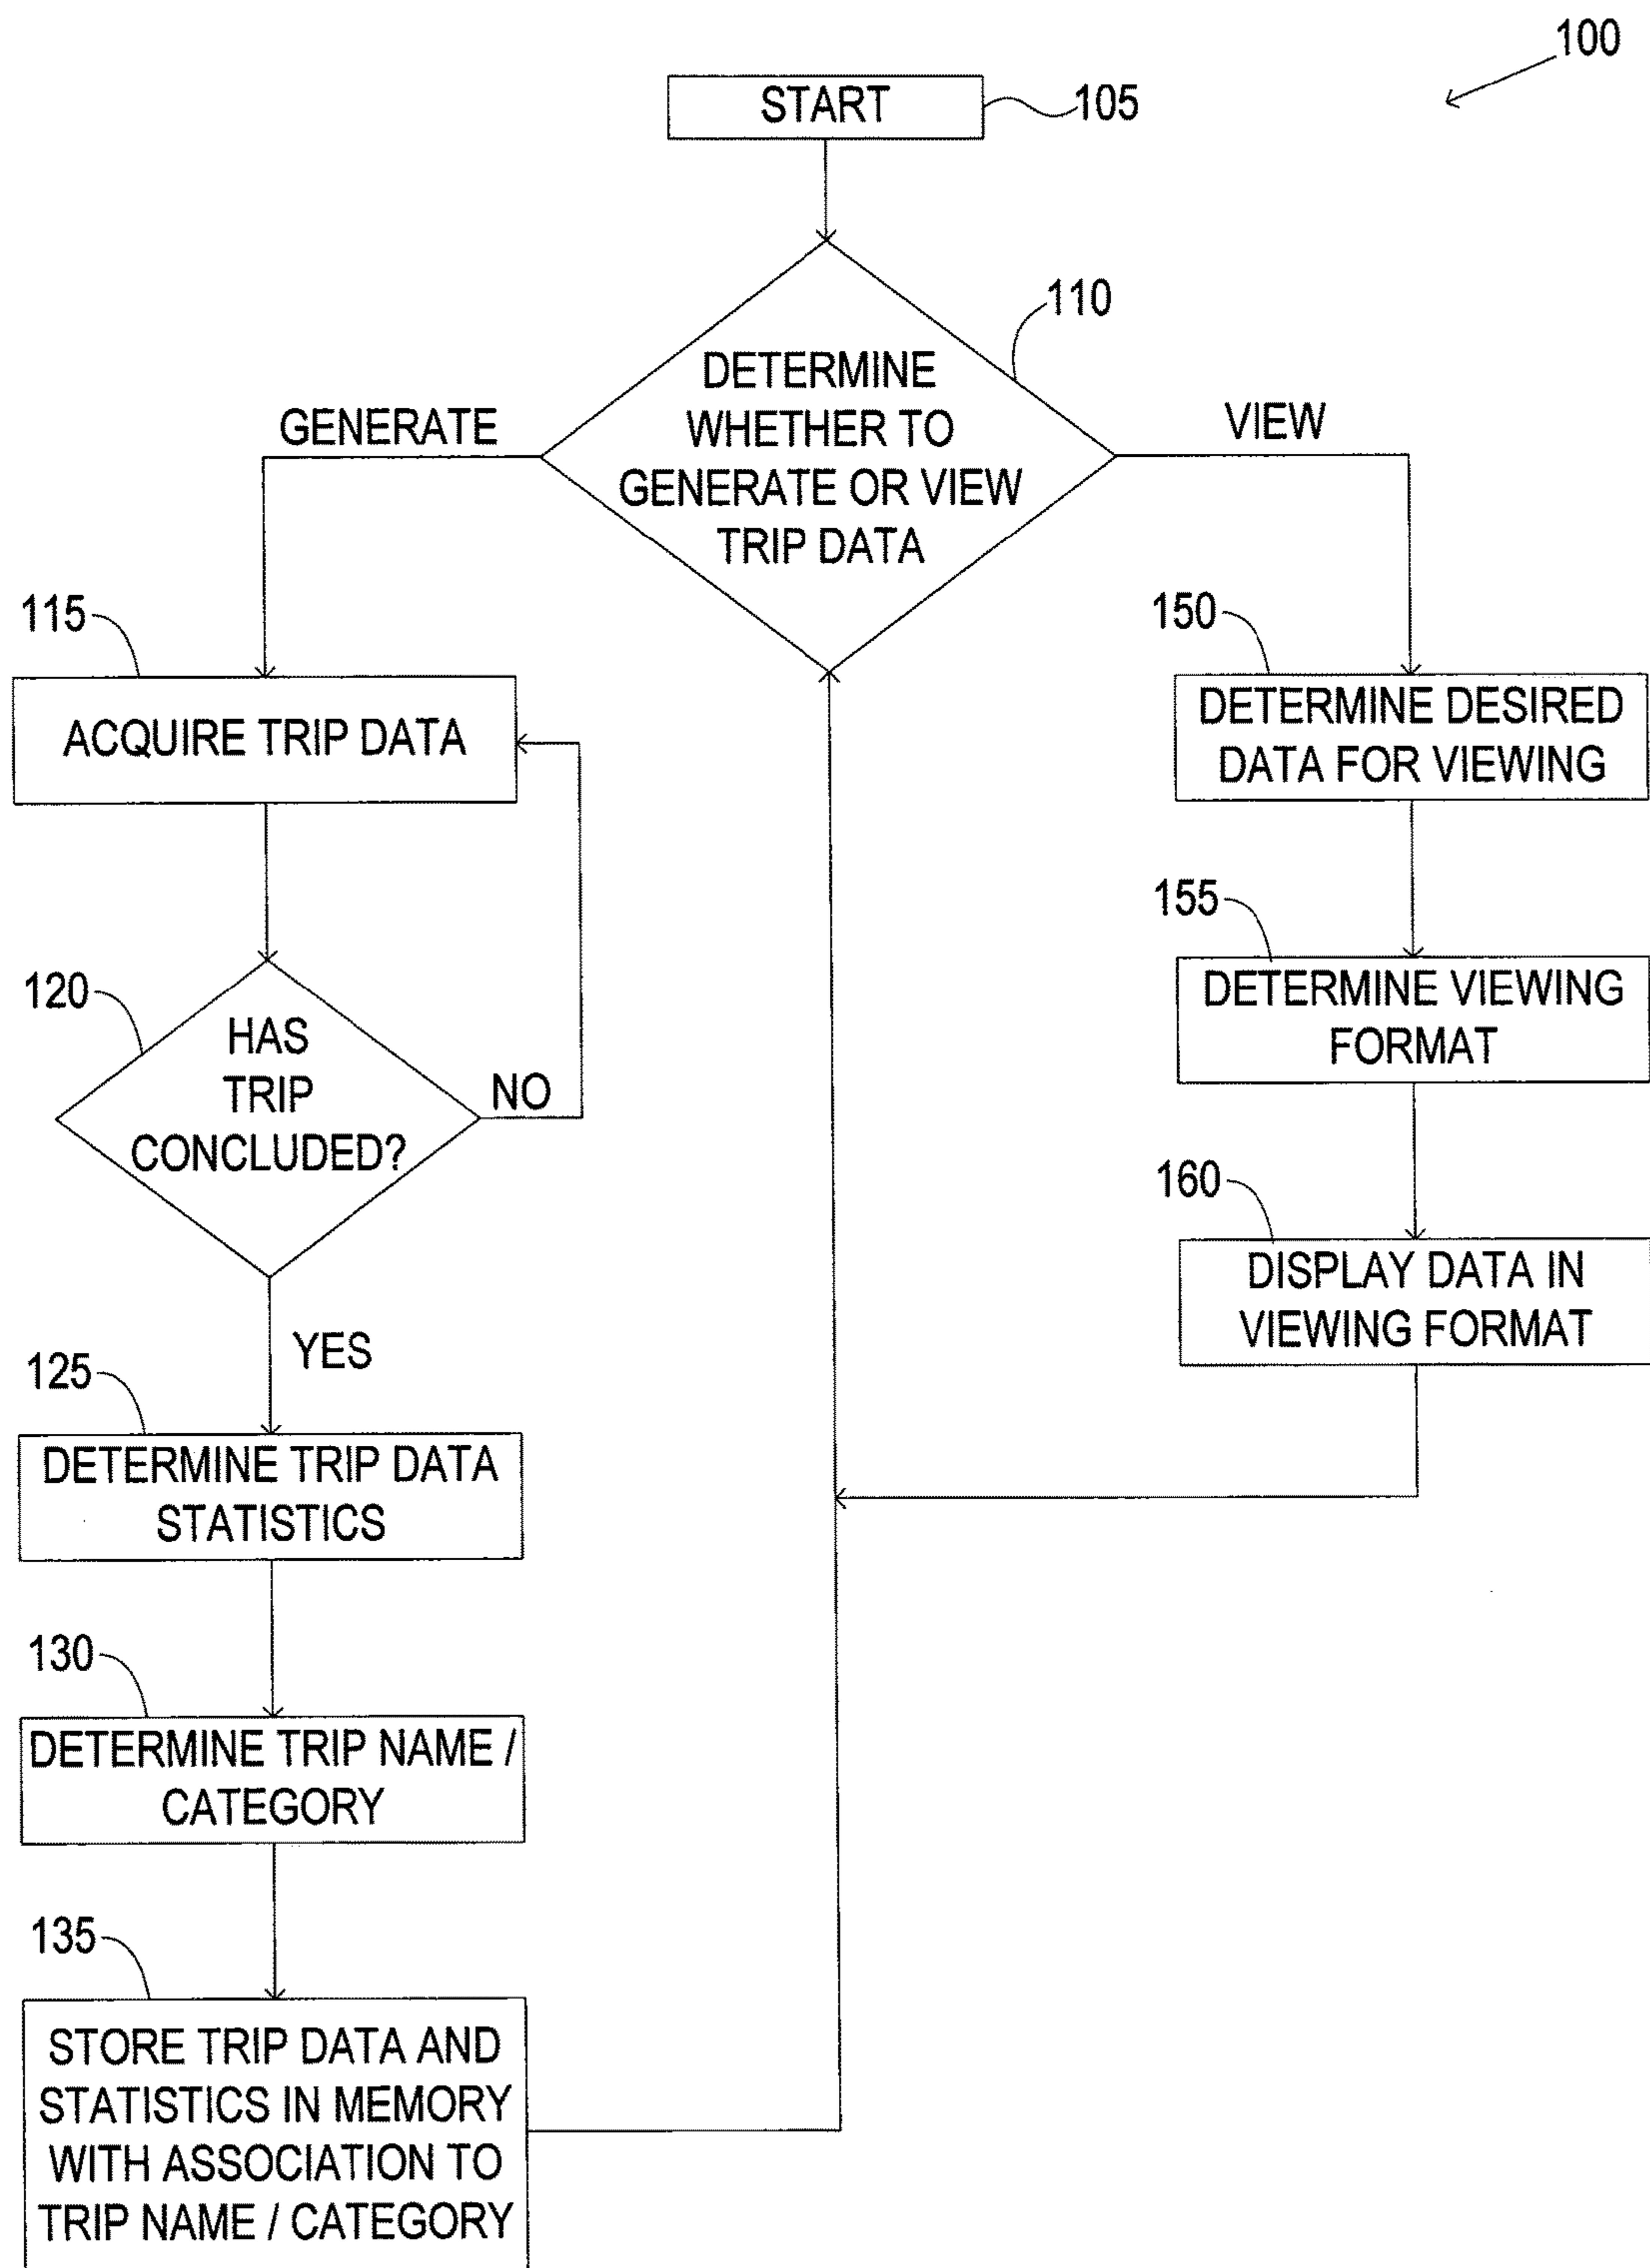 100
START
105
110
DETERMINE
WHETHER TO
GENERATE OR VIEW
TRIP DATA
GENERATE
VIEW
115
ACQUIRE TRIP DATA
120
HAS
TRIP
CONCLUDED?
NO
YES
125
DETERMINE TRIP DATA
STATISTICS
130
DETERMINE TRIP NAME /
CATEGORY
135
STORE TRIP DATA AND
STATISTICS IN MEMORY
WITH ASSOCIATION TO
TRIP NAME / CATEGORY
150
DETERMINE DESIRED
DATA FOR VIEWING
155
DETERMINE VIEWING
FORMAT
160
DISPLAY DATA IN
VIEWING FORMAT